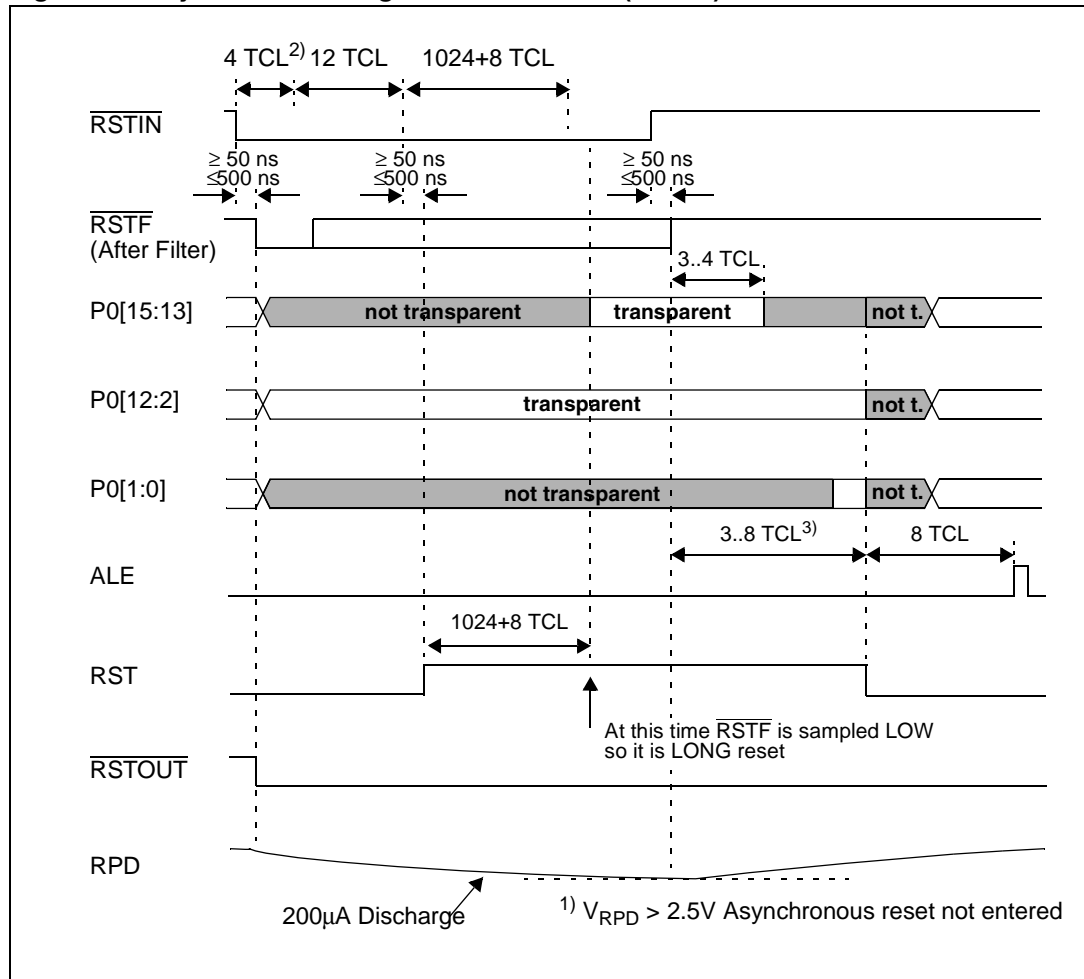 4 TCL2) 12 TCL 1024+8 TCL
RSTIN
≥ 50 ns ≥ 50 ns ≥ 50 ns
≤500 ns ≤500 ns ≤500 ns
RSTF
(After Filter)
3..4 TCL
P0[15:13] not transparent transparent not t.
P0[12:2] transparent not t.
P0[1:0] not transparent not t.
3..8 TCL3) 8 TCL
ALE
1024+8 TCL
RST
At this time RSTF is sampled LOW
so it is LONG reset
RSTOUT
RPD
200µA Discharge
1) VRPD > 2.5V Asynchronous reset not entered